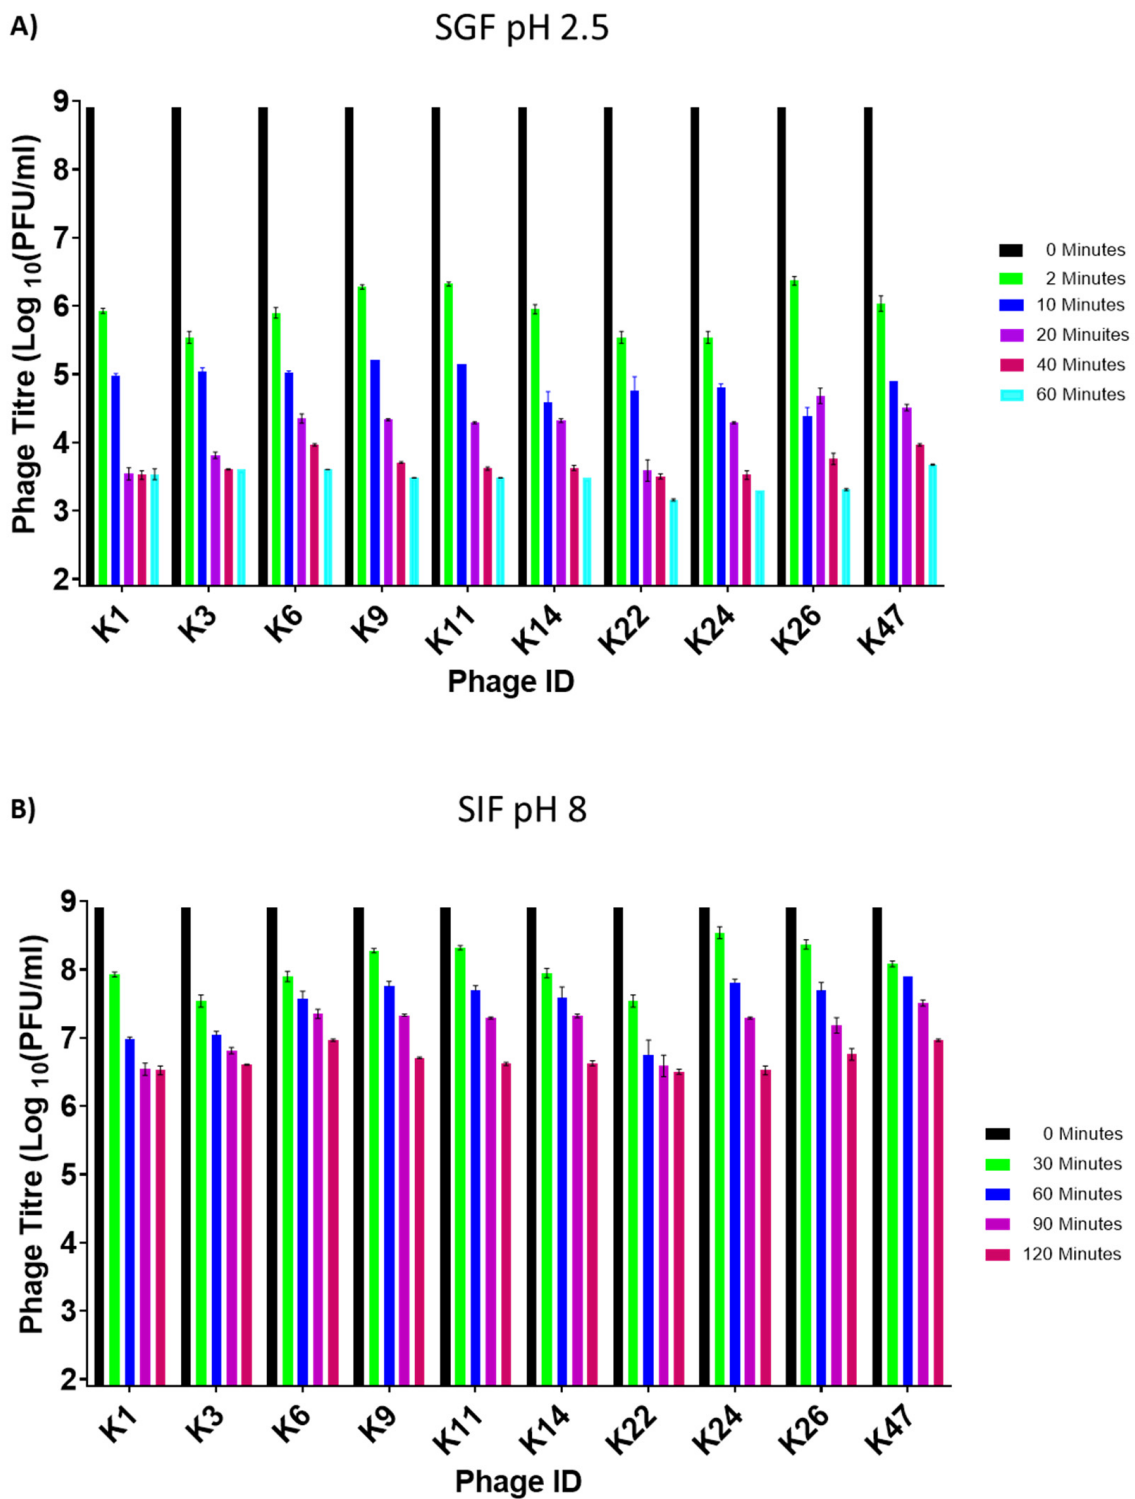 A)
SGF pH 2.5
Phage Titre (Log 10(PFU/ml)
9
8
7
6
5
4
3
2
K1 K3 K6 K9 K11 K14 K22 K24 K26 K47
Phage ID
0 Minutes
2 Minutes
10 Minutes
20 Minuites
40 Minutes
60 Minutes
B)
SIF pH 8
Phage Titre (Log 10(PFU/ml)
9
8
7
6
5
4
3
2
K1 K3 K6 K9 K11 K14 K22 K24 K26 K47
Phage ID
0 Minutes
30 Minutes
60 Minutes
90 Minutes
120 Minutes